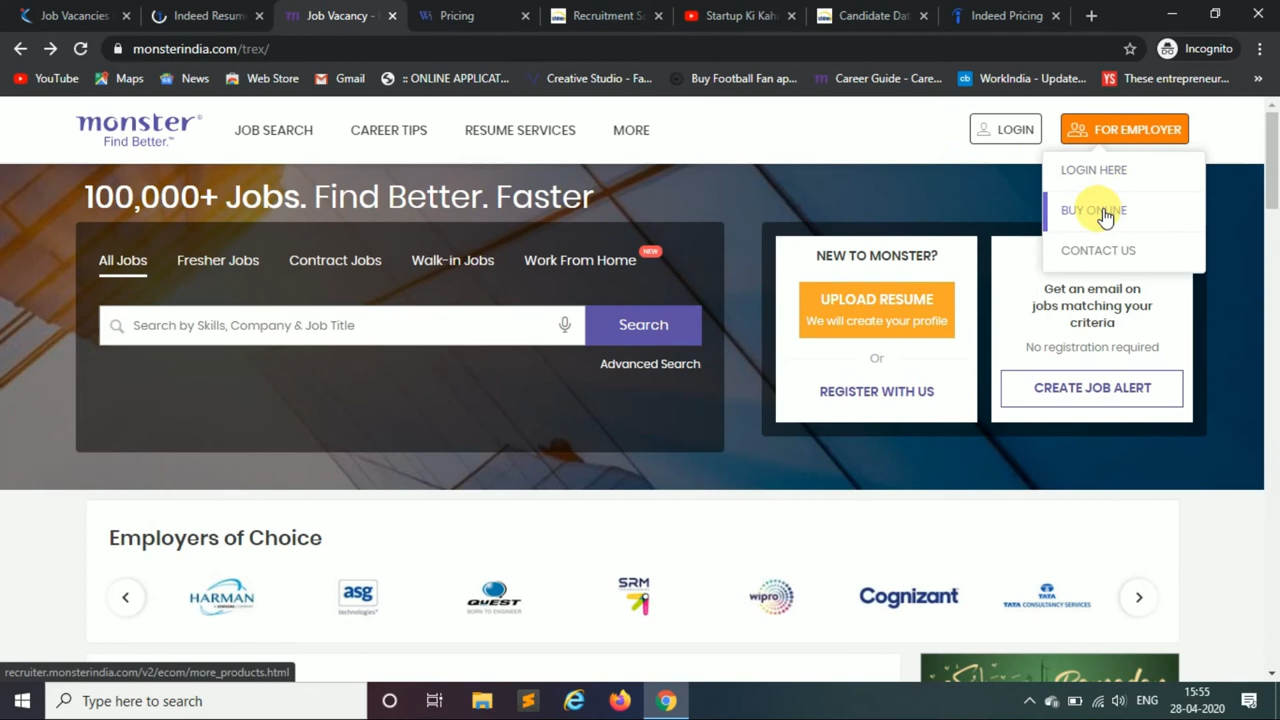 Job Vacancies
Indeed Resum
Job Vacancy -
Pricing
Recruitment So
Startup Ki Kah
Candidate Dat
Indeed Pricing
monsterindia.com/trex/
Incognito
YouTube
Maps
News
Web Store
Gmail
:: ONLINE APPLICAT...
Creative Studio - Fa...
Buy Football Fan ap...
Career Guide - Care...
WorkIndia - Update...
These entrepreneur...
monster
Find Better.™
JOB SEARCH
CAREER TIPS
RESUME SERVICES
MORE
LOGIN
FOR EMPLOYER
LOGIN HERE
BUY ONLINE
CONTACT US
100,000+ Jobs. Find Better. Faster
All Jobs
Fresher Jobs
Contract Jobs
Walk-in Jobs
Work From Home
NEW
Search by Skills, Company & Job Title
Search
Advanced Search
NEW TO MONSTER?
UPLOAD RESUME
We will create your profile
Or
REGISTER WITH US
Get an email on
jobs matching your
criteria
No registration required
CREATE JOB ALERT
Employers of Choice
HARMAN
asg
technologies
QUEST
SRM
wipro
Cognizant
TATA
TATA CONSULTANCY SERVICES
recruiter.monsterindia.com/v2/ecom/more_products.html
Type here to search
ENG
15:55
28-04-2020